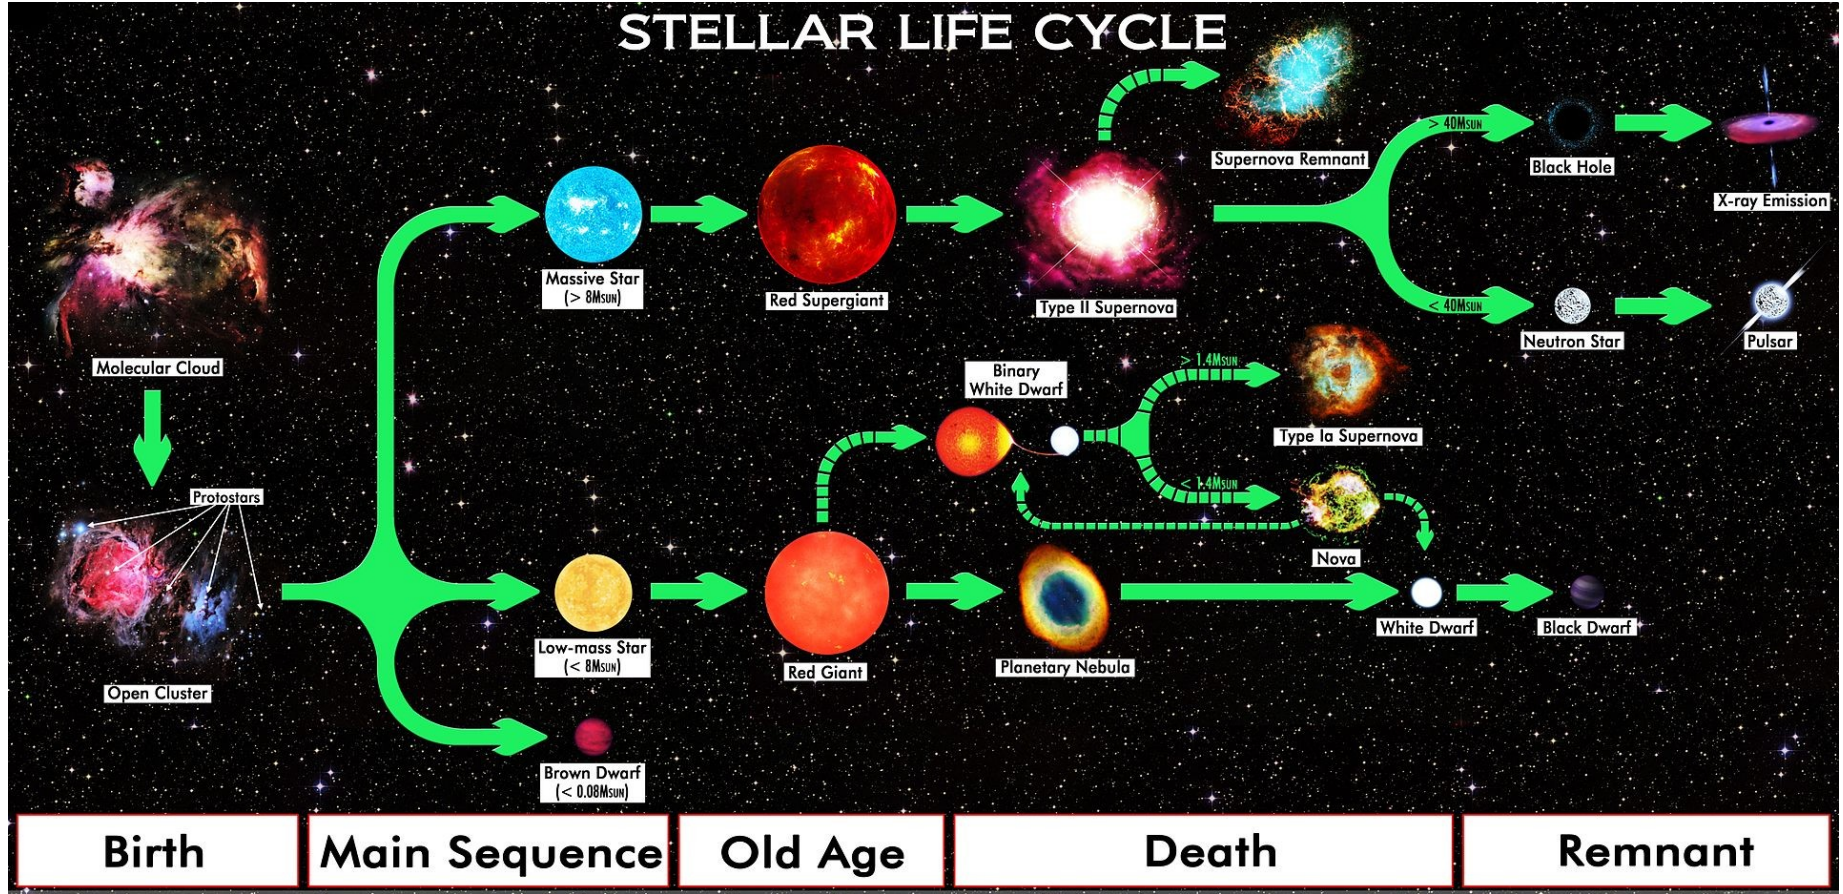 STELLAR LIFE CYCLE
Molecular Cloud
Protostars
Open Cluster
Massive Star
(> 8MSUN)
Red Supergiant
Type II Supernova
Supernova Remnant
> 40MSUN
Black Hole
X-ray Emission
< 40MSUN
Neutron Star
Pulsar
Binary
White Dwarf
> 1.4MSUN
Type Ia Supernova
< 1.4MSUN
Nova
Low-mass Star
(< 8MSUN)
Red Giant
Planetary Nebula
White Dwarf
Black Dwarf
Brown Dwarf
(< 0.08MSUN)
Birth
Main Sequence
Old Age
Death
Remnant